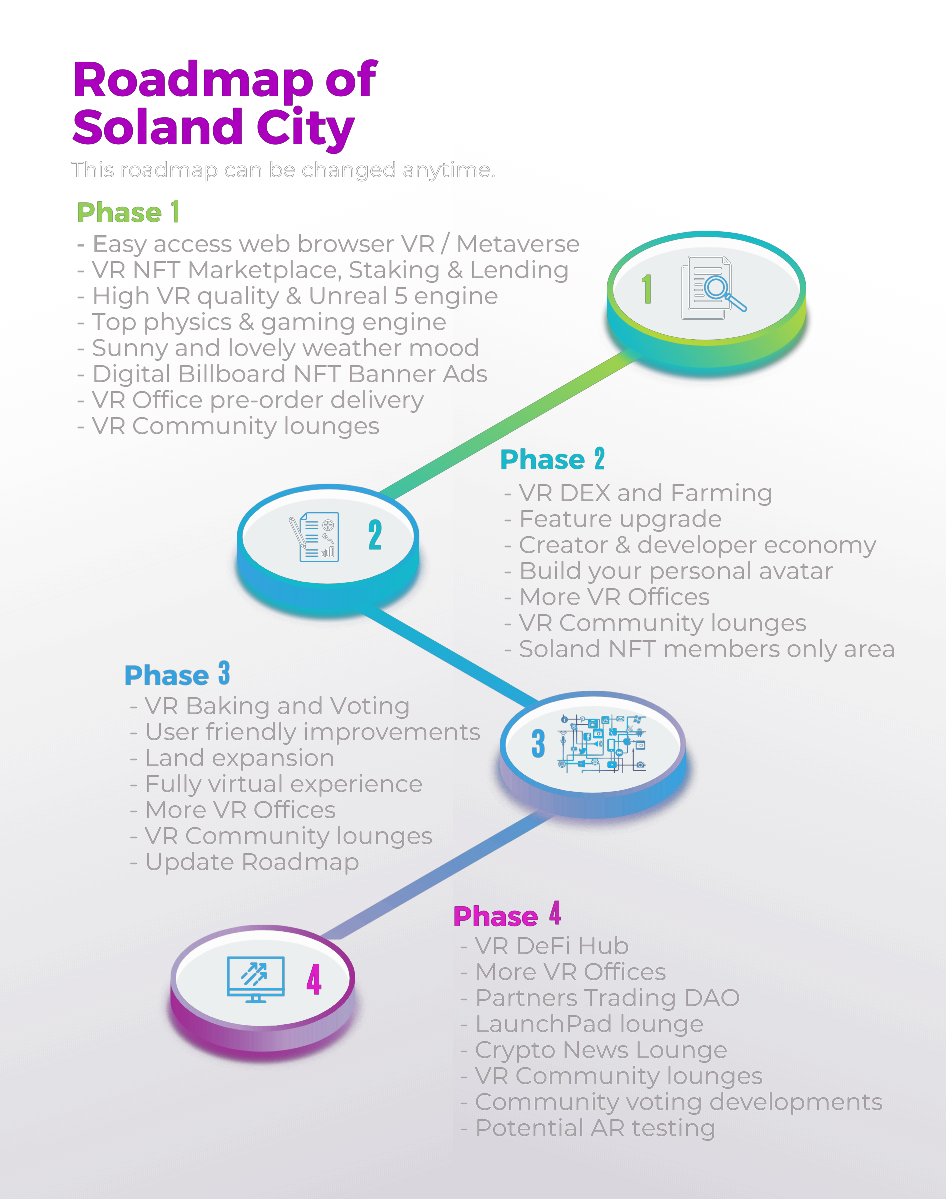 Roadmap of
Soland City
This roadmap can be changed anytime.
Phase 1
- Easy access web browser VR / Metaverse
- VR NFT Marketplace, Staking & Lending
- High VR quality & Unreal 5 engine
- Top physics & gaming engine
- Sunny and lovely weather mood
- Digital Billboard NFT Banner Ads
- VR Office pre-order delivery
- VR Community lounges
1
Phase 2
- VR DEX and Farming
- Feature upgrade
- Creator & developer economy
- Build your personal avatar
- More VR Offices
- VR Community lounges
- Soland NFT members only area
2
Phase 3
- VR Baking and Voting
- User friendly improvements
- Land expansion
- Fully virtual experience
- More VR Offices
- VR Community lounges
- Update Roadmap
3
Phase 4
- VR DeFi Hub
- More VR Offices
- Partners Trading DAO
- LaunchPad lounge
- Crypto News Lounge
- VR Community lounges
- Community voting developments
- Potential AR testing
4